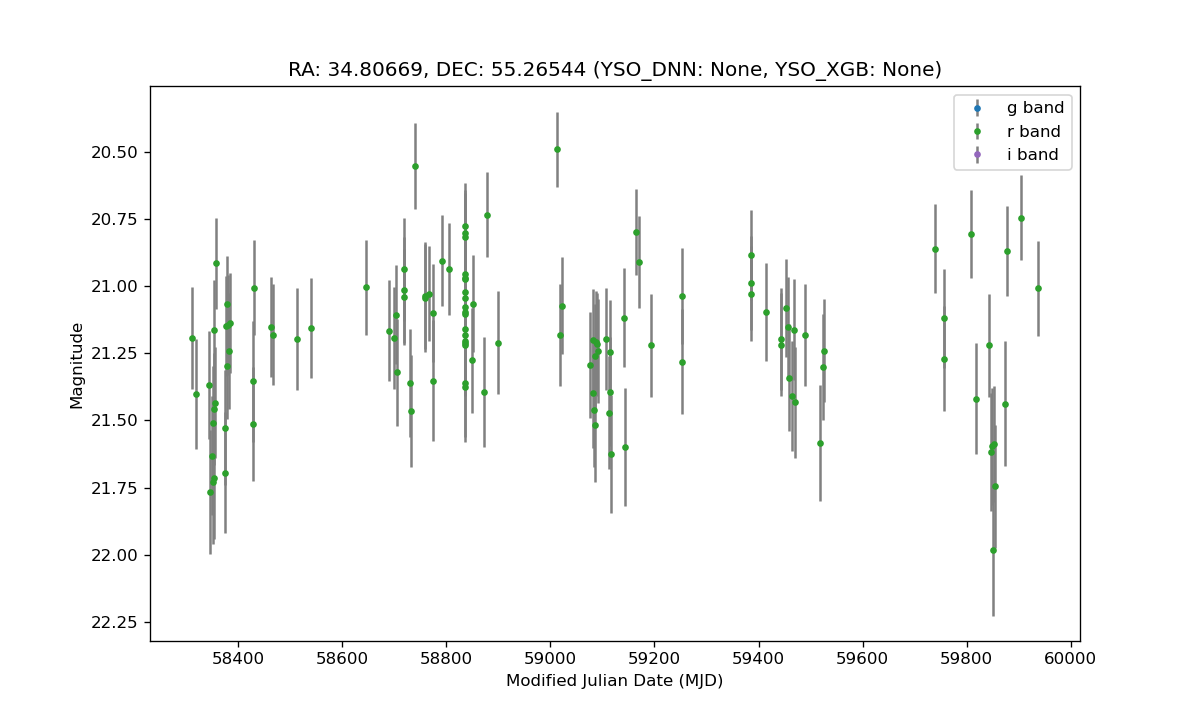 RA: 34.80669, DEC: 55.26544 (YSO_DNN: None, YSO_XGB: None)
g band
r band
i band
20.50
20.75
21.00
21.25
21.50
21.75
22.00
22.25
Magnitude
58400 58600 58800 59000 59200 59400 59600 59800 60000
Modified Julian Date (MJD)